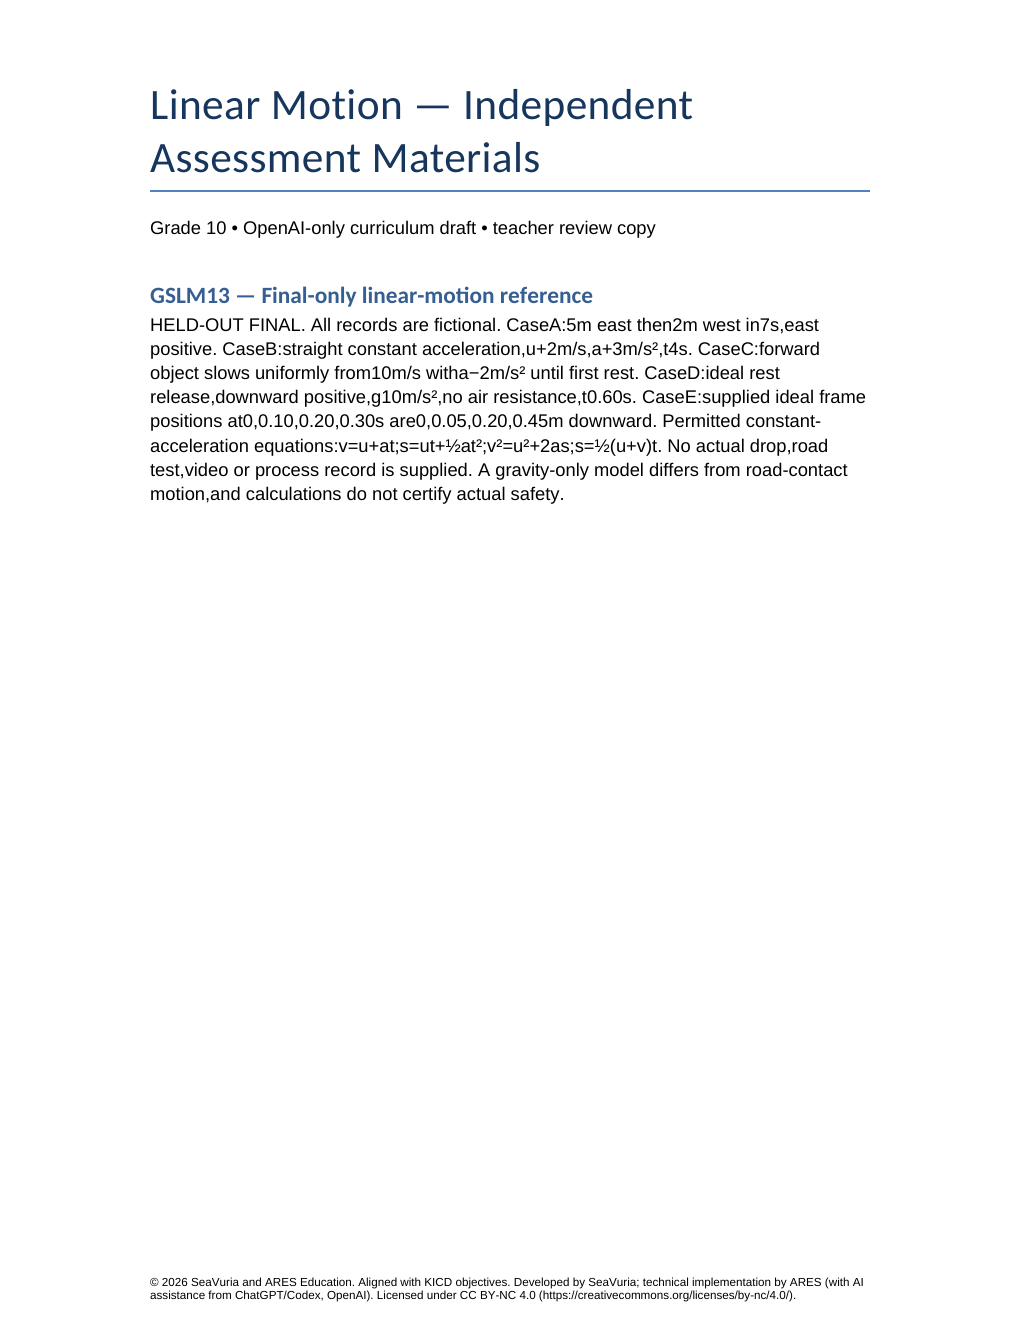 Linear Motion — Independent
Assessment Materials
Grade 10 • OpenAI-only curriculum draft • teacher review copy
GSLM13 — Final-only linear-motion reference
HELD-OUT FINAL. All records are fictional. CaseA:5m east then2m west in7s,east
positive. CaseB:straight constant acceleration,u+2m/s,a+3m/s²,t4s. CaseC:forward
object slows uniformly from10m/s witha−2m/s² until first rest. CaseD:ideal rest
release,downward positive,g10m/s²,no air resistance,t0.60s. CaseE:supplied ideal frame
positions at0,0.10,0.20,0.30s are0,0.05,0.20,0.45m downward. Permitted constant-
acceleration equations:v=u+at;s=ut+½at²;v²=u²+2as;s=½(u+v)t. No actual drop,road
test,video or process record is supplied. A gravity-only model differs from road-contact
motion,and calculations do not certify actual safety.
© 2026 SeaVuria and ARES Education. Aligned with KICD objectives. Developed by SeaVuria; technical implementation by ARES (with AI
assistance from ChatGPT/Codex, OpenAI). Licensed under CC BY-NC 4.0 (https://creativecommons.org/licenses/by-nc/4.0/).